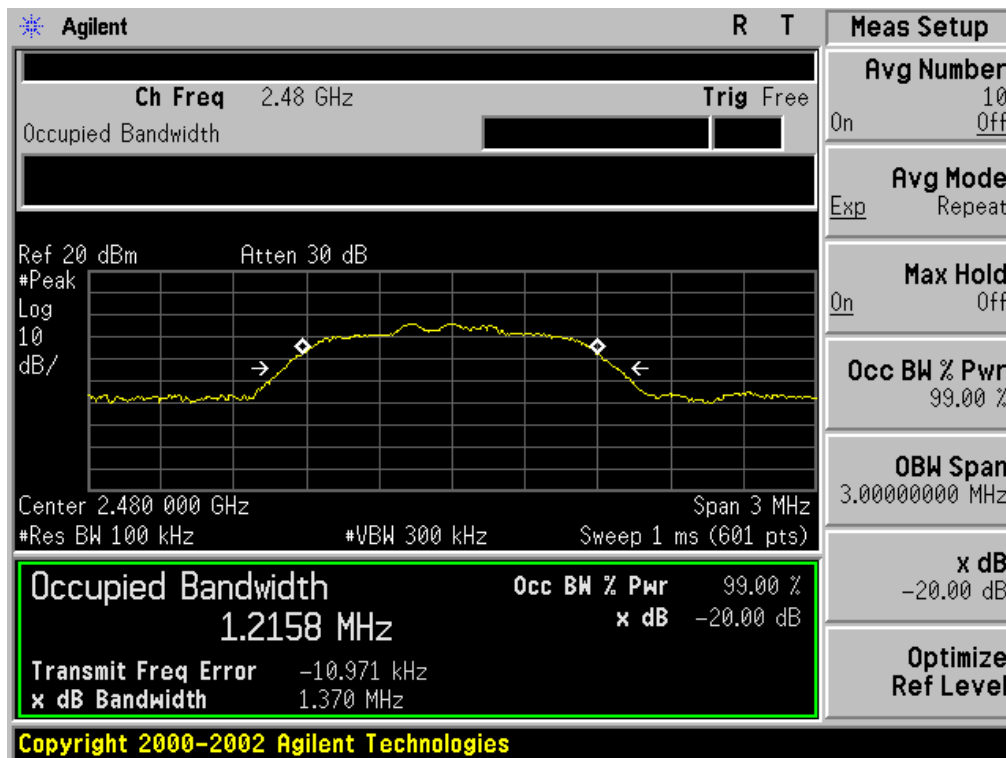 Agilent R T
Ch Freq 2.48 GHz Trig Free
Occupied Bandwidth
Ref 20 dBm Atten 30 dB
#Peak
Log
10
dB/
Center 2.480 000 GHz Span 3 MHz
#Res BW 100 kHz #VBW 300 kHz Sweep 1 ms (601 pts)
Occupied Bandwidth
1.2158 MHz
Occ BW % Pwr 99.00 %
x dB -20.00 dB
Transmit Freq Error -10.971 kHz
x dB Bandwidth 1.370 MHz
Copyright 2000-2002 Agilent Technologies
Meas Setup
Avg Number
10
On Off
Avg Mode
Exp Repeat
Max Hold
On Off
Occ BW % Pwr
99.00 %
OBW Span
3.00000000 MHz
x dB
-20.00 dB
Optimize
Ref Level